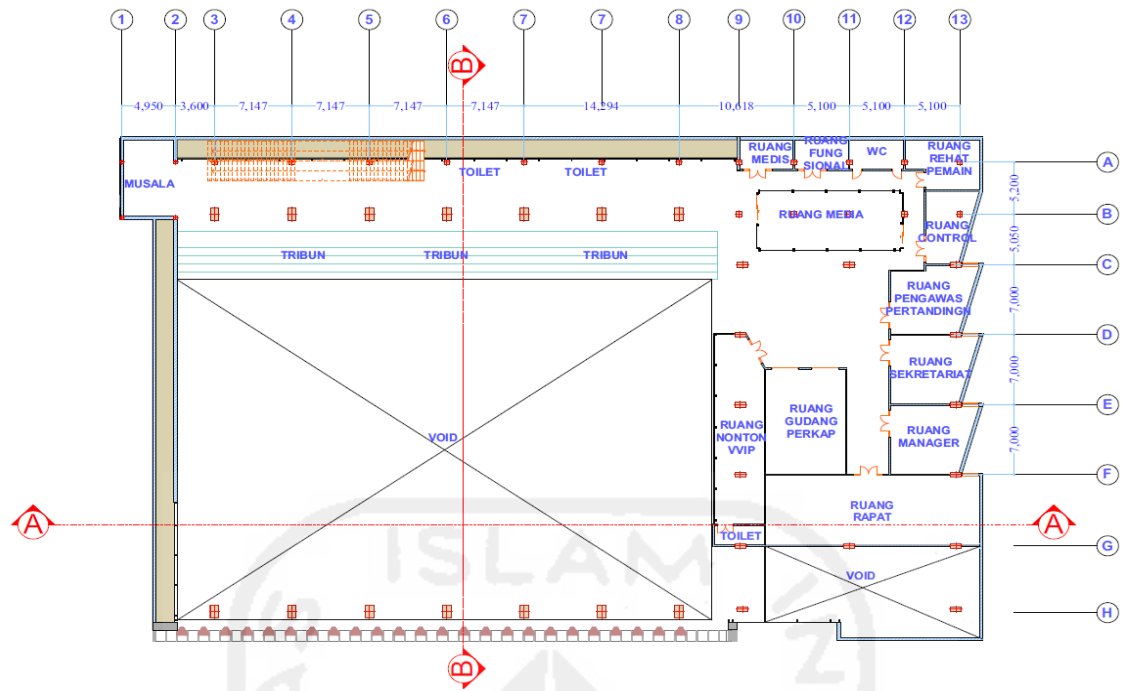 1 2 3 4 5 6 7 7 8 9 10 11 12 13
B
4,950 3,600 7,147 7,147 7,147 7,147 14,294 10,618 5,100 5,100 5,100
MUSALA
TOILET
TOILET
RUANG
MEDIS
RUANG
FUNG
SIONAL
WC
RUANG
REHAT
PEMAIN
A
5,200
RUANG MEDIA
B
RUANG
CONTROL
5,050
TRIBUN
TRIBUN
TRIBUN
C
RUANG
PENGAWAS
PERTANDINGN
7,000
D
RUANG
SEKRETARIAT
7,000
E
RUANG
NONTON
VVIP
RUANG
GUDANG
PERKAP
RUANG
MANAGER
7,000
VOID
F
RUANG
RAPAT
A
A
TOILET
G
VOID
H
B
ISLAM